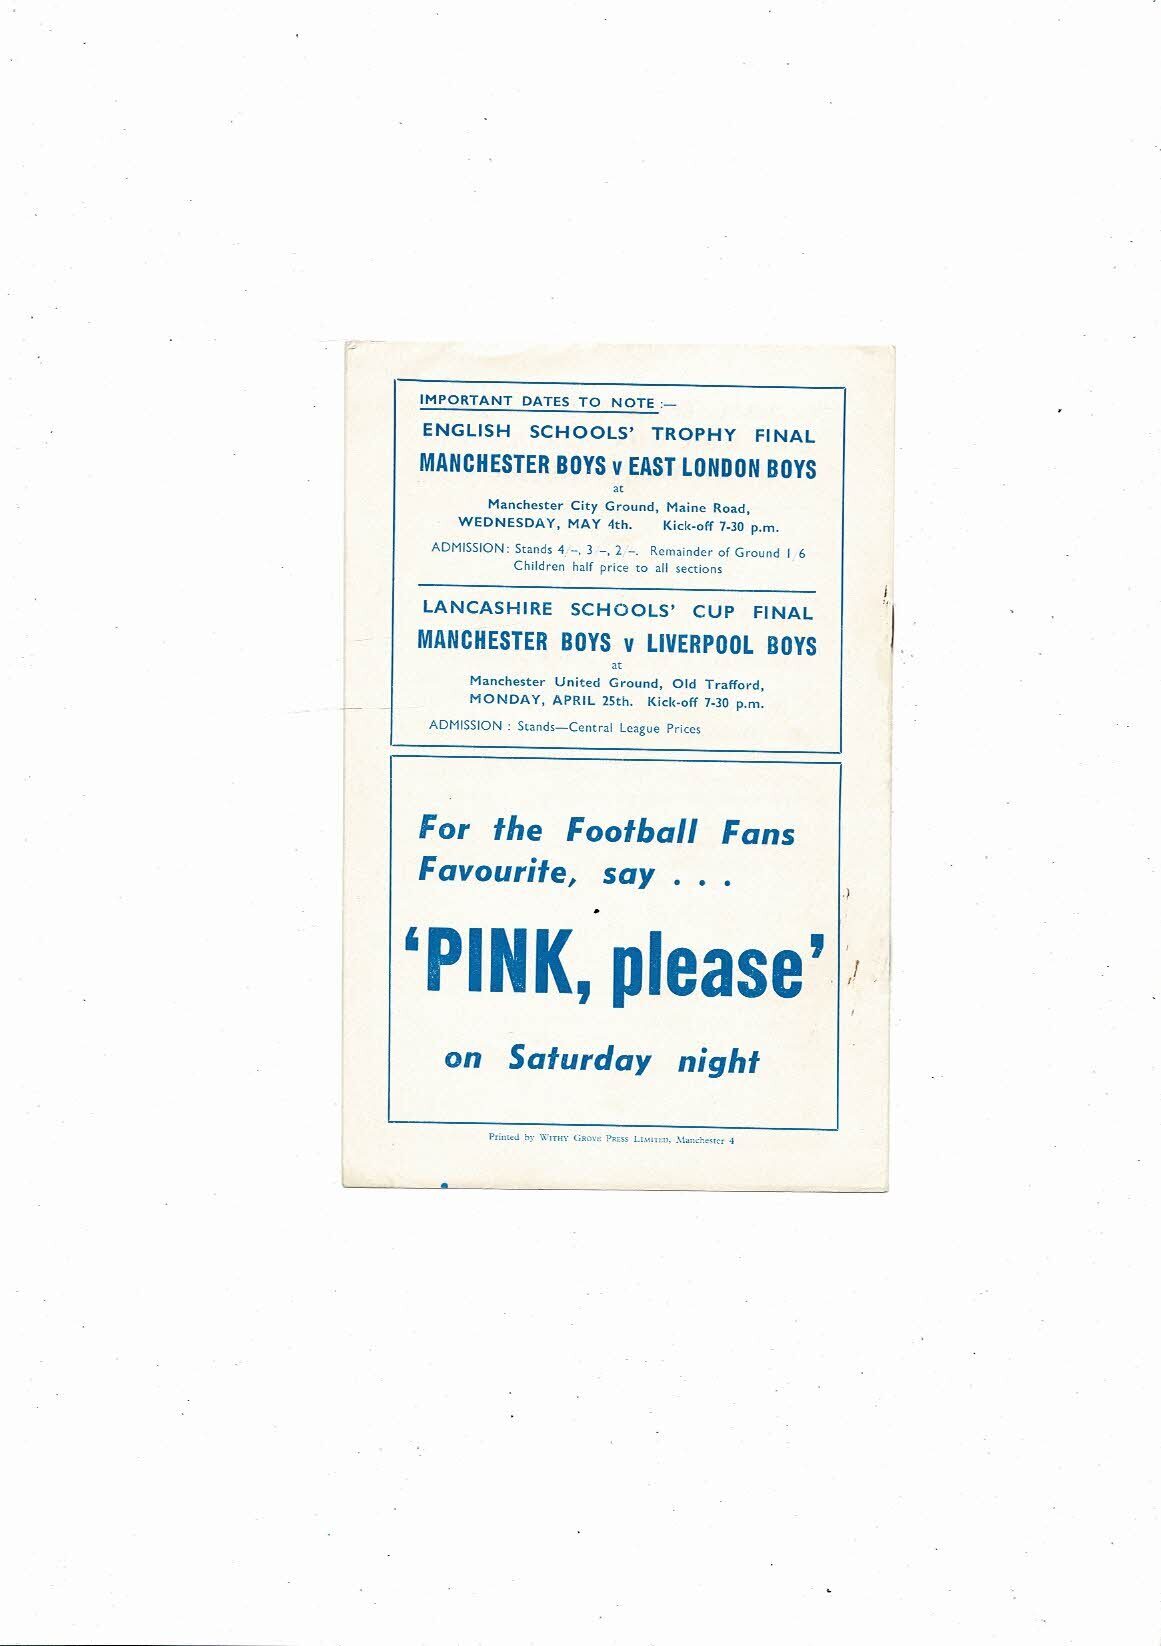 IMPORTANT DATES TO NOTE :—
ENGLISH SCHOOLS' TROPHY FINAL
MANCHESTER BOYS v EAST LONDON BOYS
at
Manchester City Ground, Maine Road,
WEDNESDAY, MAY 4th. Kick-off 7-30 p.m.
ADMISSION: Stands 4/-, 3/-, 2/-. Remainder of Ground 1/6
Children half price to all sections
LANCASHIRE SCHOOLS' CUP FINAL
MANCHESTER BOYS v LIVERPOOL BOYS
at
Manchester United Ground, Old Trafford,
MONDAY, APRIL 25th. Kick-off 7-30 p.m.
ADMISSION : Stands—Central League Prices
For the Football Fans
Favourite, say . . .
'PINK, please'
on Saturday night
Printed by WITHY GROVE PRESS LIMITED, Manchester 4